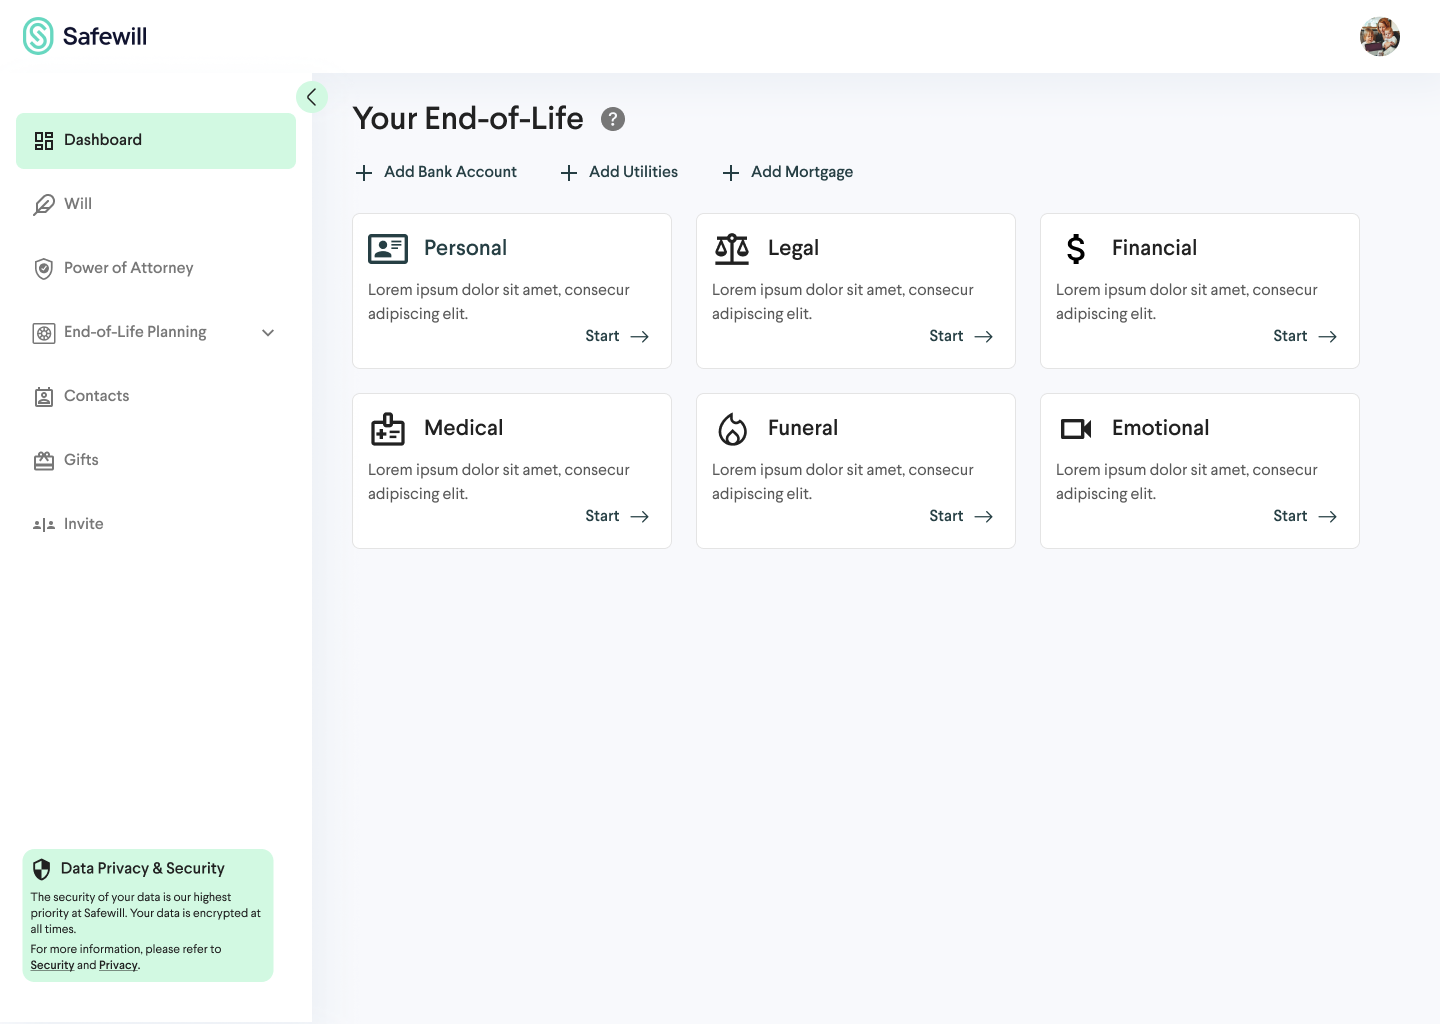 Safewill
Dashboard
Will
Power of Attorney
End-of-Life Planning
Contacts
Gifts
Invite
Data Privacy & Security
The security of your data is our highest
priority at Safewill. Your data is encrypted at
all times.
For more information, please refer to
Security and Privacy.
Your End-of-Life ?
Add Bank Account
Add Utilities
Add Mortgage
Personal
Lorem ipsum dolor sit amet, consecur
adipiscing elit.
Start
Legal
Lorem ipsum dolor sit amet, consecur
adipiscing elit.
Start
Financial
Lorem ipsum dolor sit amet, consecur
adipiscing elit.
Start
Medical
Lorem ipsum dolor sit amet, consecur
adipiscing elit.
Start
Funeral
Lorem ipsum dolor sit amet, consecur
adipiscing elit.
Start
Emotional
Lorem ipsum dolor sit amet, consecur
adipiscing elit.
Start